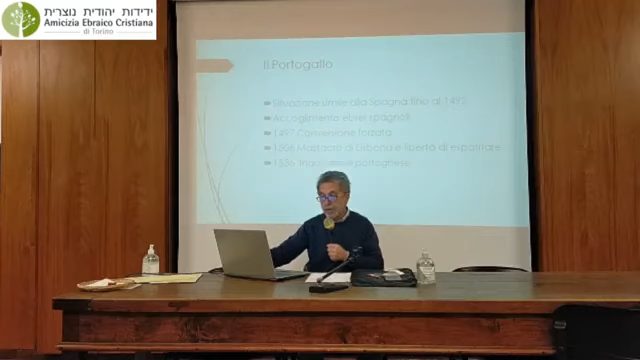 ידידות יהודית נוצרית
Amicizia Ebraico Cristiana
di Torino
Il Portogallo
Situazione simile alla Spagna fino al 1492
Accoglimento ebrei spagnoli
1497 Conversione forzata
1506 Massacro di Lisbona e libertà di espatriare
1536 Inquisizione portoghese